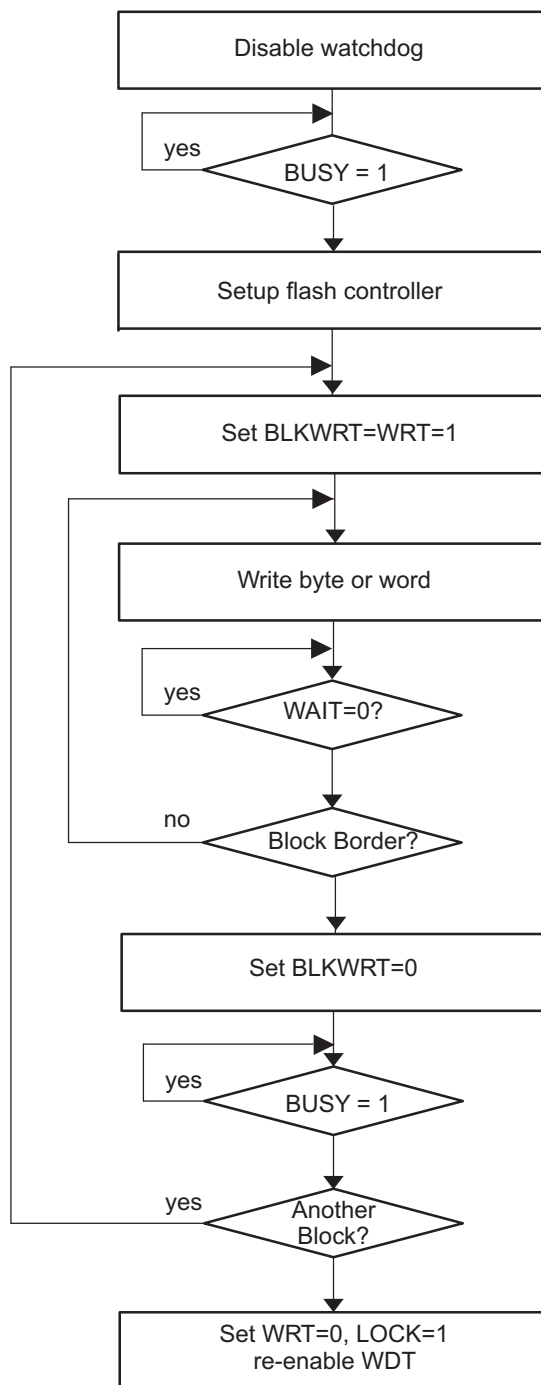 Disable watchdog
yes
BUSY = 1
Setup flash controller
Set BLKWRT=WRT=1
Write byte or word
yes
WAIT=0?
no
Block Border?
Set BLKWRT=0
yes
BUSY = 1
yes
Another
Block?
Set WRT=0, LOCK=1
re-enable WDT